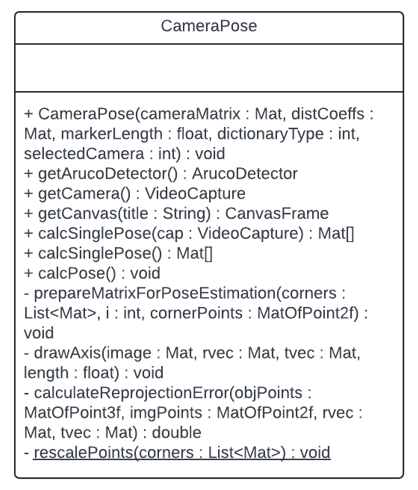 CameraPose
+ CameraPose(cameraMatrix : Mat, distCoeffs :
Mat, markerLength : float, dictionaryType : int,
selectedCamera : int) : void
+ getArucoDetector() : ArucoDetector
+ getCamera() : VideoCapture
+ getCanvas(title : String) : CanvasFrame
+ calcSinglePose(cap : VideoCapture) : Mat[]
+ calcSinglePose() : Mat[]
+ calcPose() : void
- prepareMatrixForPoseEstimation(corners :
List<Mat>, i : int, cornerPoints : MatOfPoint2f) :
void
- drawAxis(image : Mat, rvec : Mat, tvec : Mat,
length : float) : void
- calculateReprojectionError(objPoints :
MatOfPoint3f, imgPoints : MatOfPoint2f, rvec :
Mat, tvec : Mat) : double
- rescalePoints(corners : List<Mat>) : void